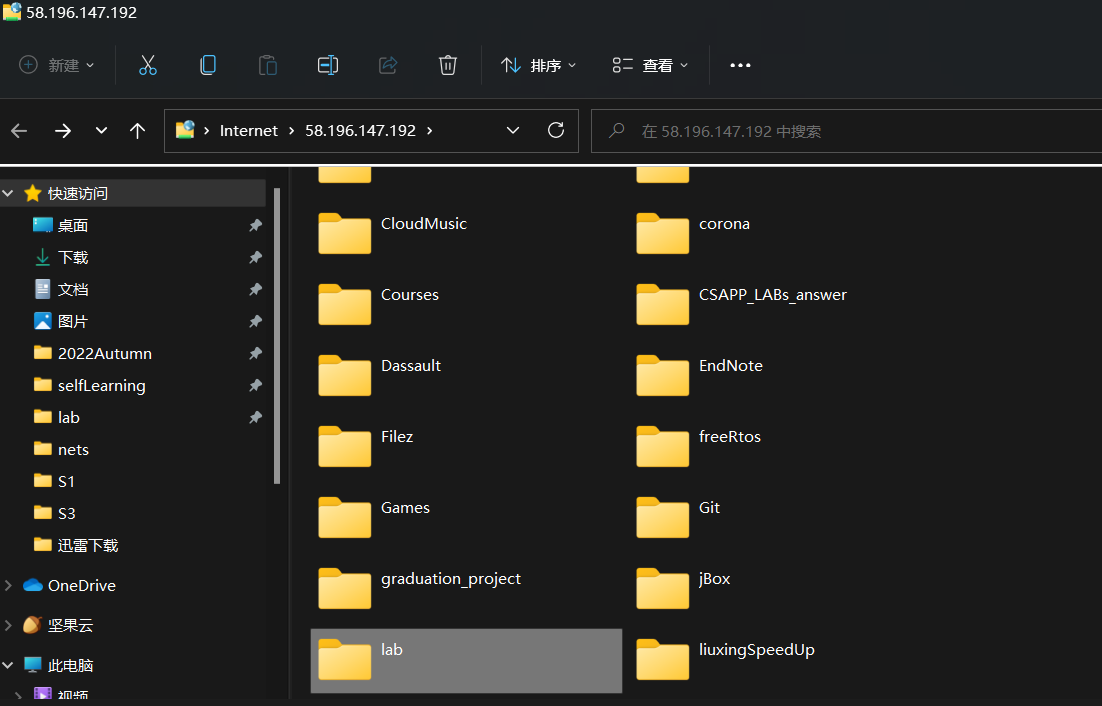 58.196.147.192
新建
排序
查看
Internet
58.196.147.192
在 58.196.147.192 中搜索
快速访问
桌面
下载
文档
图片
2022Autumn
selfLearning
lab
nets
S1
S3
迅雷下载
OneDrive
坚果云
此电脑
视频
CloudMusic
corona
Courses
CSAPP_LABs_answer
Dassault
EndNote
Filez
freeRtos
Games
Git
graduation_project
jBox
lab
liuxingSpeedUp